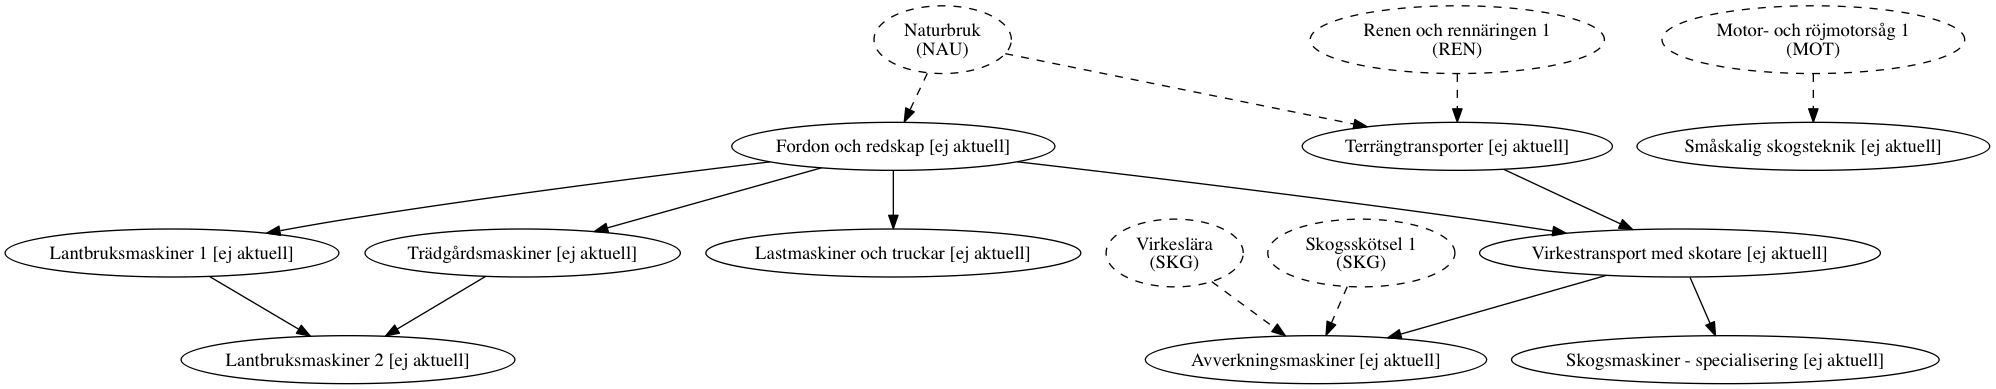 Naturbruk
(NAU)
Renen och rennäringen 1
(REN)
Motor- och röjmotorsåg 1
(MOT)
Fordon och redskap [ej aktuell]
Terrängtransporter [ej aktuell]
Småskalig skogsteknik [ej aktuell]
Lantbruksmaskiner 1 [ej aktuell]
Trädgårdsmaskiner [ej aktuell]
Lastmaskiner och truckar [ej aktuell]
Virkeslära
(SKG)
Skogsskötsel 1
(SKG)
Virkestransport med skotare [ej aktuell]
Lantbruksmaskiner 2 [ej aktuell]
Avverkningsmaskiner [ej aktuell]
Skogsmaskiner - specialisering [ej aktuell]